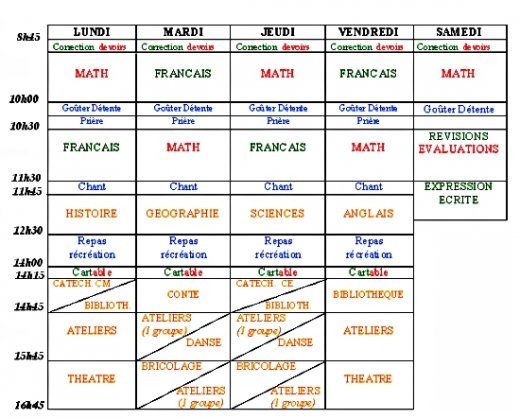 LUNDI MARDI JEUDI VENDREDI SAMEDI
8h45
Correction devoirs Correction devoirs Correction devoirs Correction devoirs Correction devoirs
MATH FRANCAIS MATH FRANCAIS MATH
10h00
Goûter Détente Goûter Détente Goûter Détente Goûter Détente Goûter Détente
Prière Prière Prière Prière
10h30
REVISIONS
FRANCAIS MATH FRANCAIS MATH EVALUATIONS
11h30
Chant Chant Chant Chant EXPRESSION
11h45
ECRITE
HISTOIRE GEOGRAPHIE SCIENCES ANGLAIS
12h30
Repas Repas Repas Repas
récréation récréation récréation récréation
14h00
Cartable Cartable Cartable Cartable
14h15
CATECH. CM CATECH. CE
CONTE BIBLIOTHEQUE
BIBLIOTH. BIBLIOTH.
14h45
ATELIERS ATELIERS
ATELIERS (1 groupe) (1 groupe) ATELIERS
DANSE DANSE
15h45
BRICOLAGE BRICOLAGE
THEATRE THEATRE
ATELIERS ATELIERS
(1 groupe) (1 groupe)
16h45